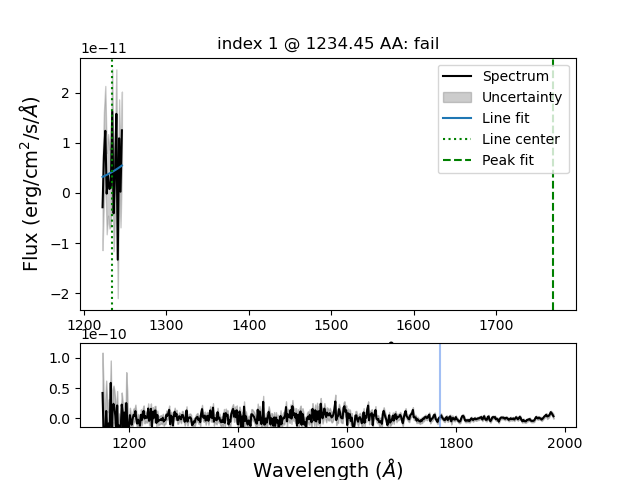 index 1 @ 1234.45 AA: fail
1e−11
Spectrum
Uncertainty
Line fit
Line center
Peak fit
2
1
0
−1
−2
Flux (erg/cm²/s/Å)
1200 1300 1400 1500 1600 1700
1e−10
1.0
0.5
0.0
1200 1400 1600 1800 2000
Wavelength (Å)